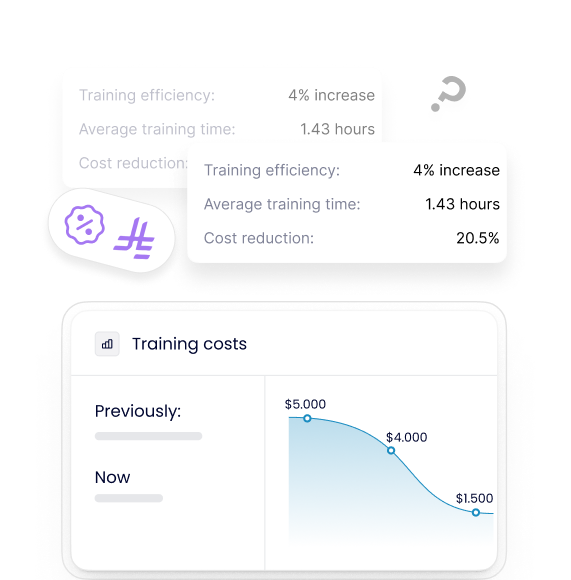 Training efficiency: 4% increase
Average training time: 1.43 hours
Cost reduction:
Training efficiency: 4% increase
Average training time: 1.43 hours
Cost reduction: 20.5%
?
%
Training costs
Previously:
Now
$5.000
$4.000
$1.500